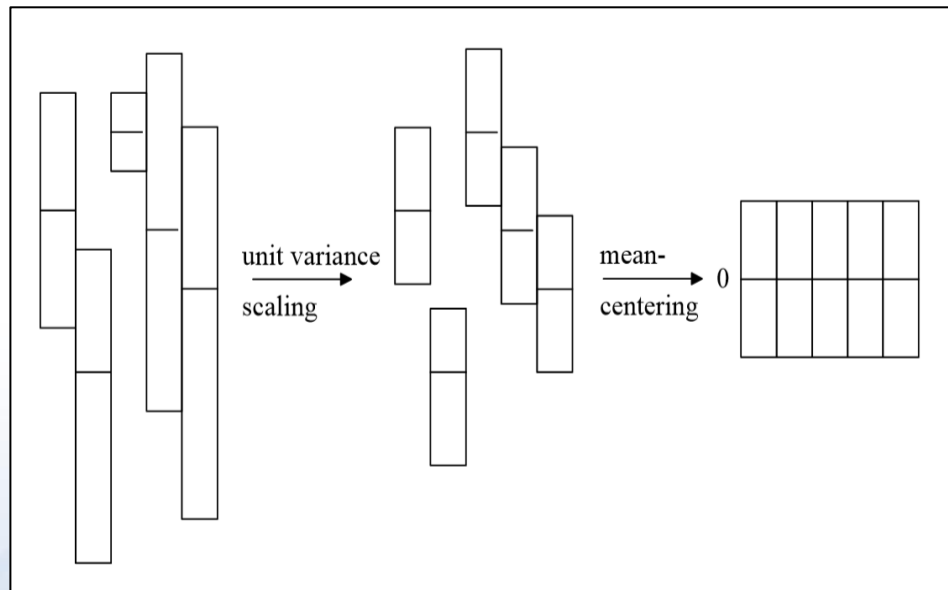 unit variance
scaling
mean-
centering
0